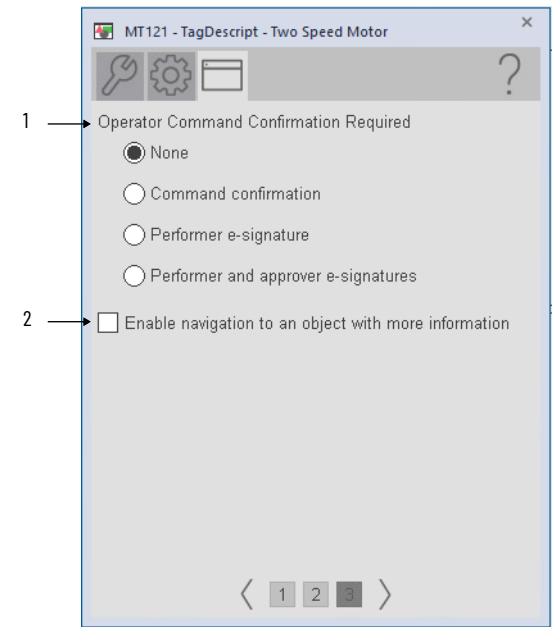 MT121 - TagDescript - Two Speed Motor
×
?
1
Operator Command Confirmation Required
None
Command confirmation
Performer e-signature
Performer and approver e-signatures
2
Enable navigation to an object with more information
1 2 3